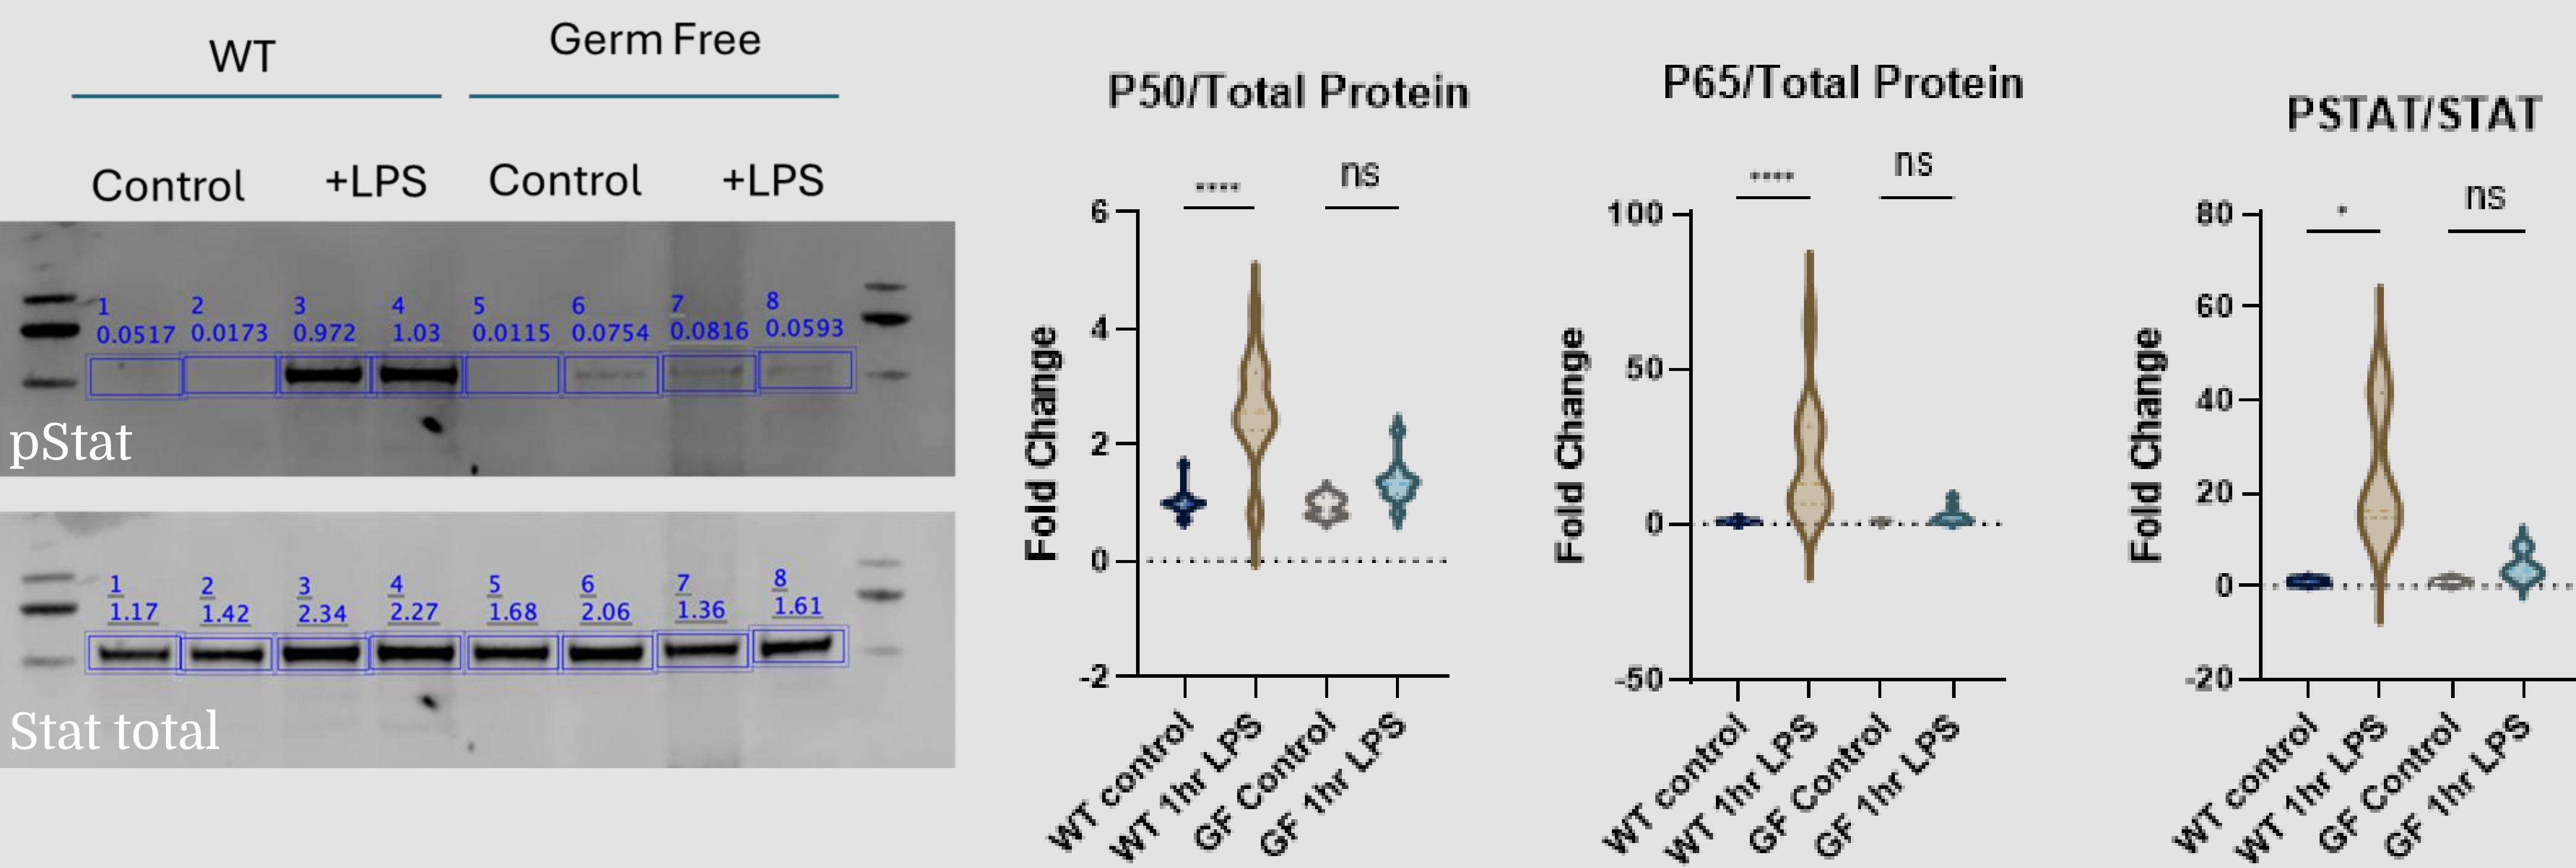 WT
Germ Free
Control
+LPS
Control
+LPS
1 2 3 4 5 6 7 8
0.0517 0.0173 0.972 1.03 0.0115 0.0754 0.0816 0.0593
pStat
1 2 3 4 5 6 7 8
1.17 1.42 2.34 2.27 1.68 2.06 1.36 1.61
Stat total
P50/Total Protein
**** ns
Fold Change
6
4
2
0
-2
WT control
WT 1hr LPS
GF Control
GF 1hr LPS
P65/Total Protein
**** ns
Fold Change
100
50
0
-50
WT control
WT 1hr LPS
GF Control
GF 1hr LPS
PSTAT/STAT
* ns
Fold Change
80
60
40
20
0
-20
WT control
WT 1hr LPS
GF Control
GF 1hr LPS